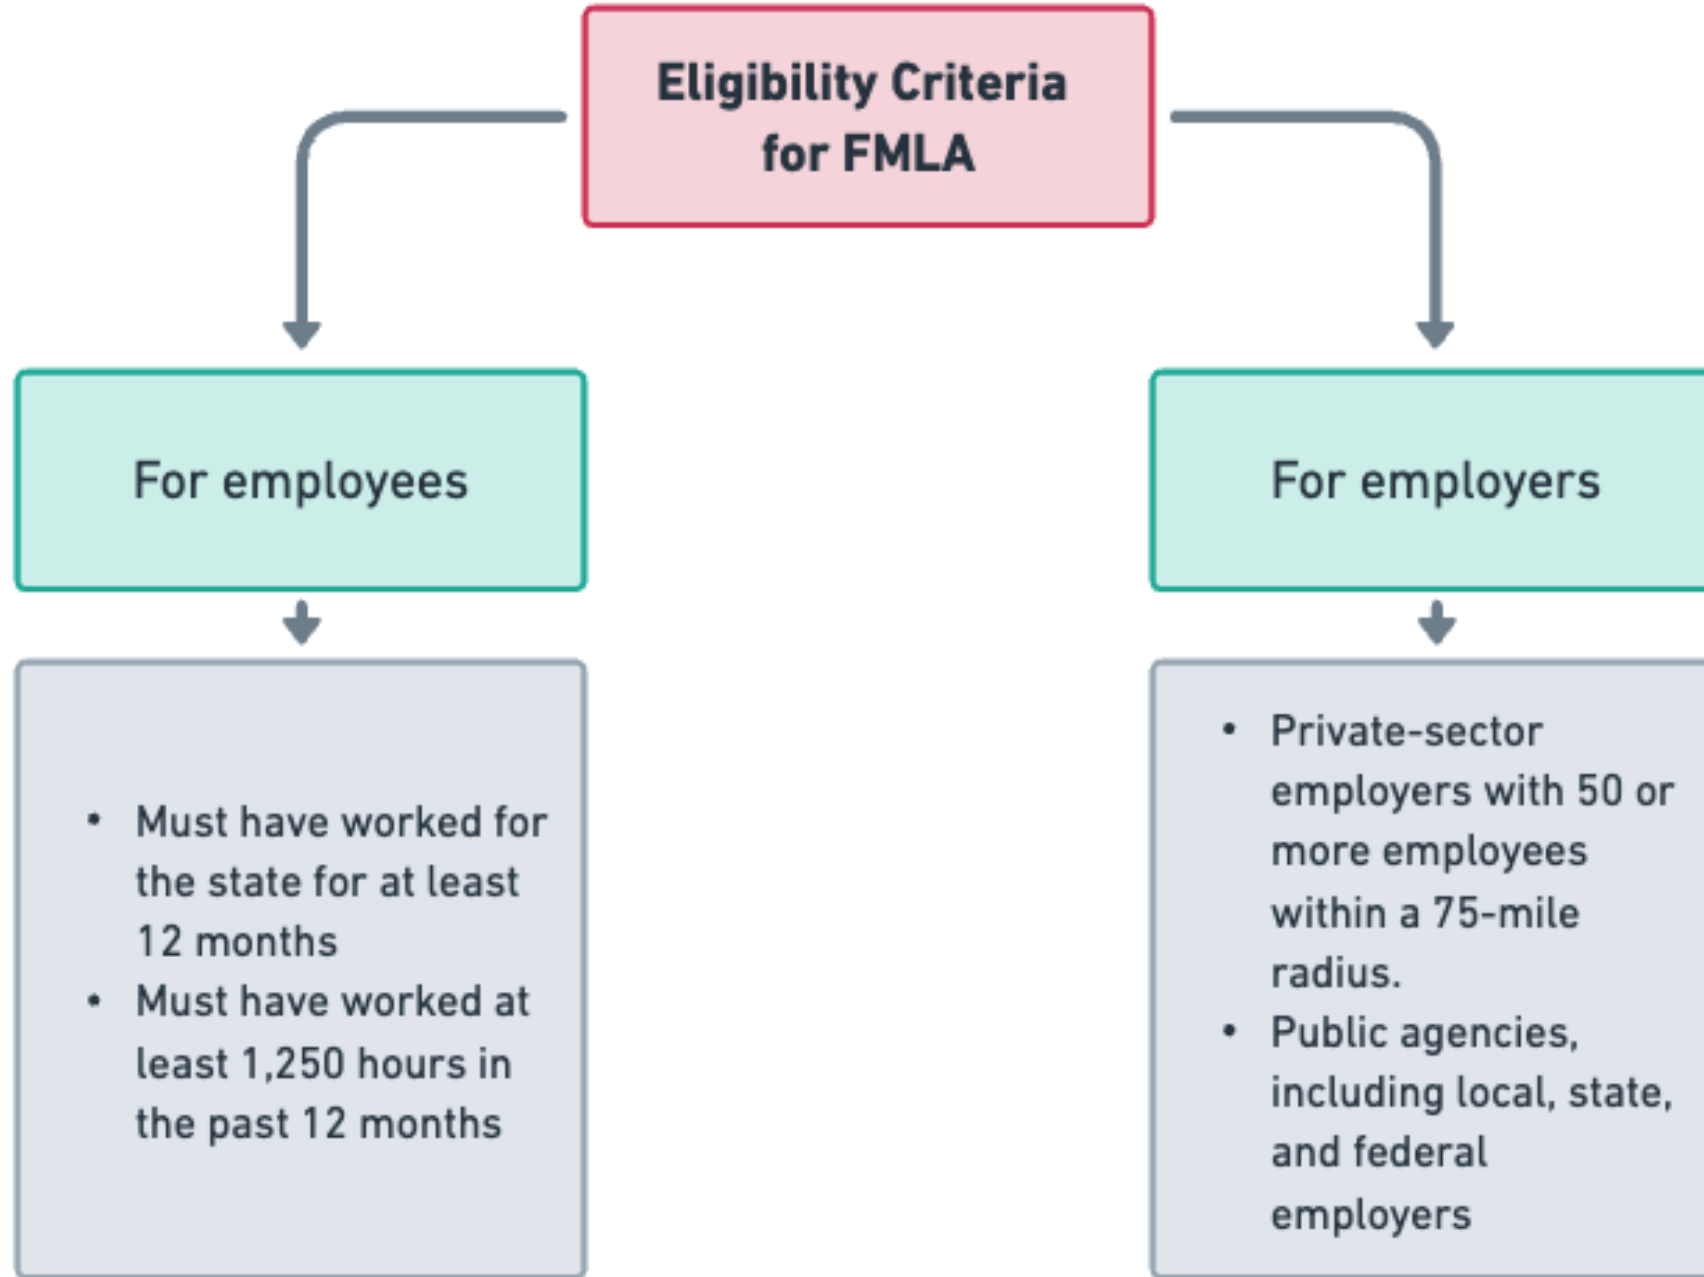 Eligibility Criteria
for FMLA
For employees
• Must have worked for
the state for at least
12 months
• Must have worked at
least 1,250 hours in
the past 12 months
For employers
• Private-sector
employers with 50 or
more employees
within a 75-mile
radius.
• Public agencies,
including local, state,
and federal
employers